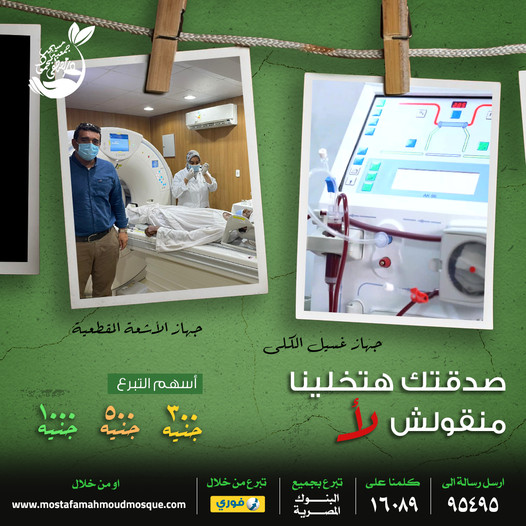 جهاز الأشعة المقطعية
جهاز غسيل الكلى
صدقتك هتخلينا
منقولش لأ
أسهم التبرع
٣٠٠
جنيه
٥٠٠
جنيه
١٠٠٠
جنيه
ارسل رسالة الى
٩٥٤٩٥
كلمنا على
١٦٠٨٩
تبرع بجميع
البنوك
المصرية
تبرع من خلال
فوري
او من خلال
www.mostafamahmoudmosque.com